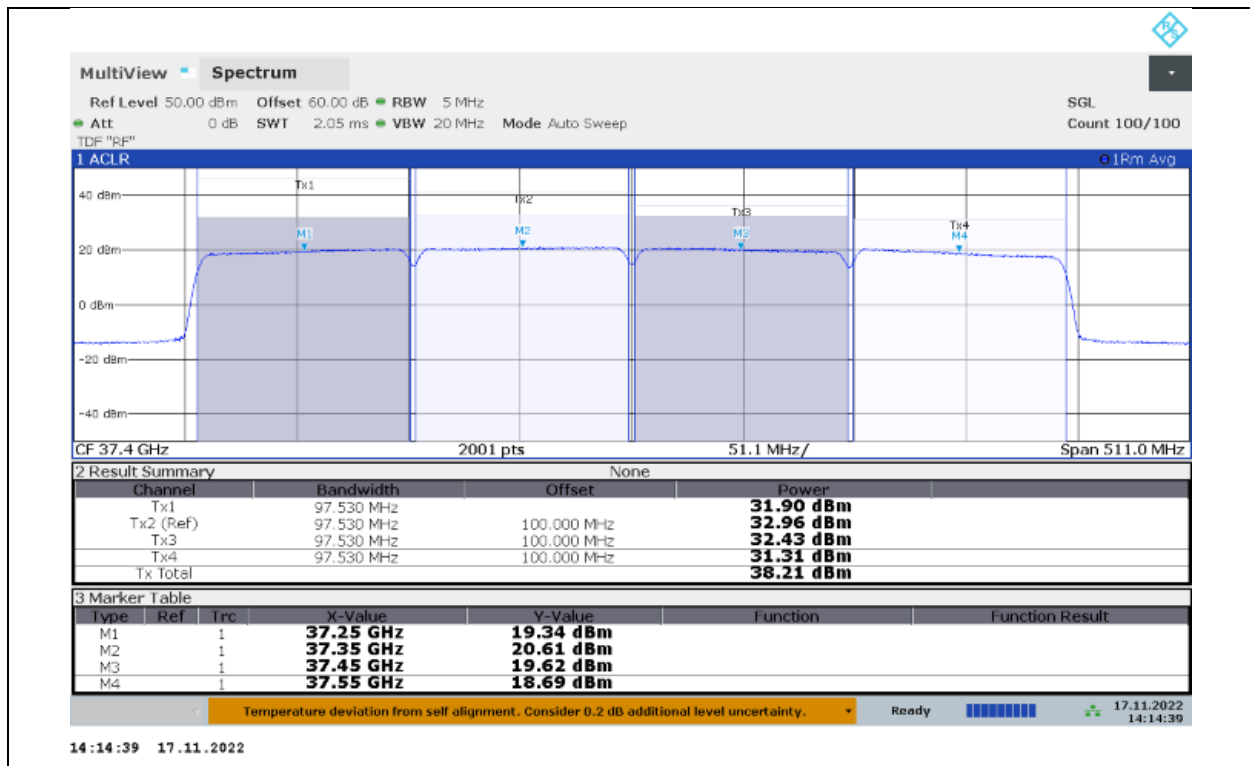 R&S
MultiView Spectrum
Ref Level 50.00 dBm Offset 60.00 dB RBW 5 MHz SGL
Att 0 dB SWT 2.05 ms VBW 20 MHz Mode Auto Sweep Count 100/100
TDF "RF"
1 ACLR 1Rm Avg
Tx1
40 dBm
Tx2
Tx3
Tx4
M1
M2
M3
M4
20 dBm
0 dBm
-20 dBm
-40 dBm
CF 37.4 GHz 2001 pts 51.1 MHz/ Span 511.0 MHz
2 Result Summary None
Channel Bandwidth Offset Power
Tx1 97.530 MHz 31.90 dBm
Tx2 (Ref) 97.530 MHz 100.000 MHz 32.96 dBm
Tx3 97.530 MHz 100.000 MHz 32.43 dBm
Tx4 97.530 MHz 100.000 MHz 31.31 dBm
Tx Total 38.21 dBm
3 Marker Table
Type Ref Trc X-Value Y-Value Function Function Result
M1 1 37.25 GHz 19.34 dBm
M2 1 37.35 GHz 20.61 dBm
M3 1 37.45 GHz 19.62 dBm
M4 1 37.55 GHz 18.69 dBm
Temperature deviation from self alignment. Consider 0.2 dB additional level uncertainty. Ready 17.11.2022
14:14:39
14:14:39 17.11.2022